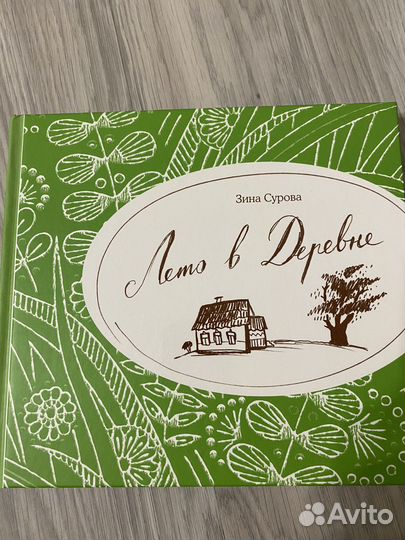 Зина Сурова
Лето в Деревне
Avito